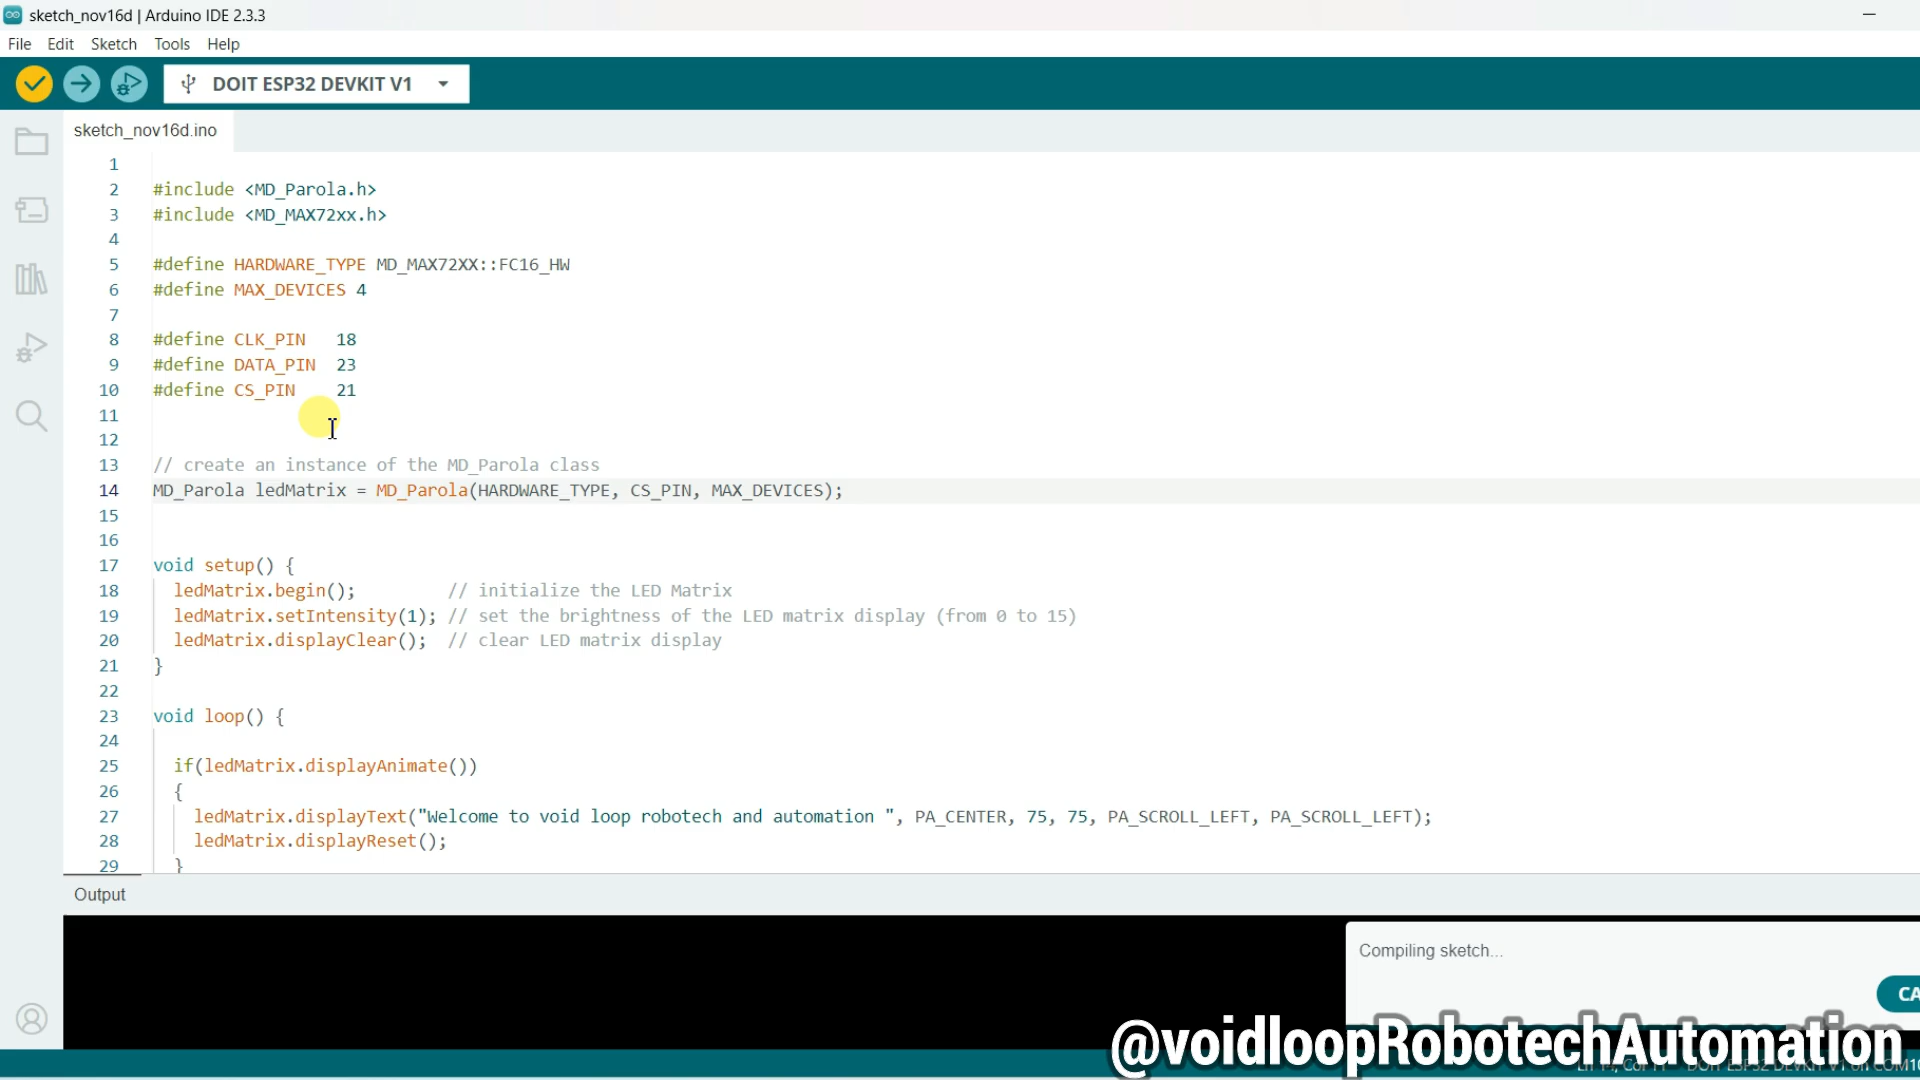 sketch_nov16d | Arduino IDE 2.3.3
File Edit Sketch Tools Help
DOIT ESP32 DEVKIT V1
sketch_nov16d.ino
1
2 #include <MD_Parola.h>
3 #include <MD_MAX72xx.h>
4
5 #define HARDWARE_TYPE MD_MAX72XX::FC16_HW
6 #define MAX_DEVICES 4
7
8 #define CLK_PIN   18
9 #define DATA_PIN  23
10 #define CS_PIN    21
11
12
13 // create an instance of the MD_Parola class
14 MD_Parola ledMatrix = MD_Parola(HARDWARE_TYPE, CS_PIN, MAX_DEVICES);
15
16
17 void setup() {
18   ledMatrix.begin();         // initialize the LED Matrix
19   ledMatrix.setIntensity(1); // set the brightness of the LED matrix display (from 0 to 15)
20   ledMatrix.displayClear();  // clear LED matrix display
21 }
22
23 void loop() {
24
25   if(ledMatrix.displayAnimate())
26   {
27     ledMatrix.displayText("Welcome to void loop robotech and automation ", PA_CENTER, 75, 75, PA_SCROLL_LEFT, PA_SCROLL_LEFT);
28     ledMatrix.displayReset();
29   }
Output
Compiling sketch...
CA
@voidloopRobotechAutomation